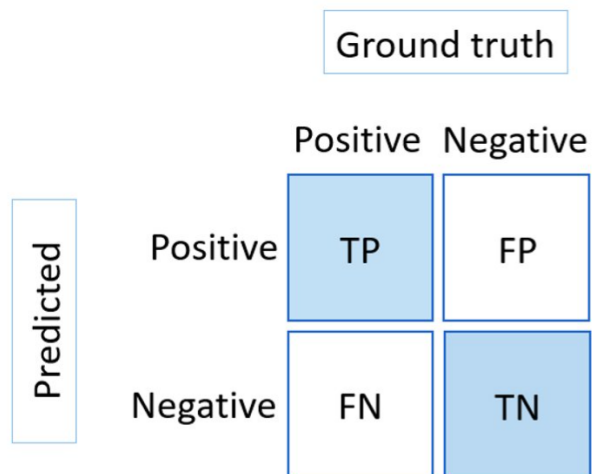 Ground truth
Positive Negative
Predicted
Positive TP FP
Negative FN TN